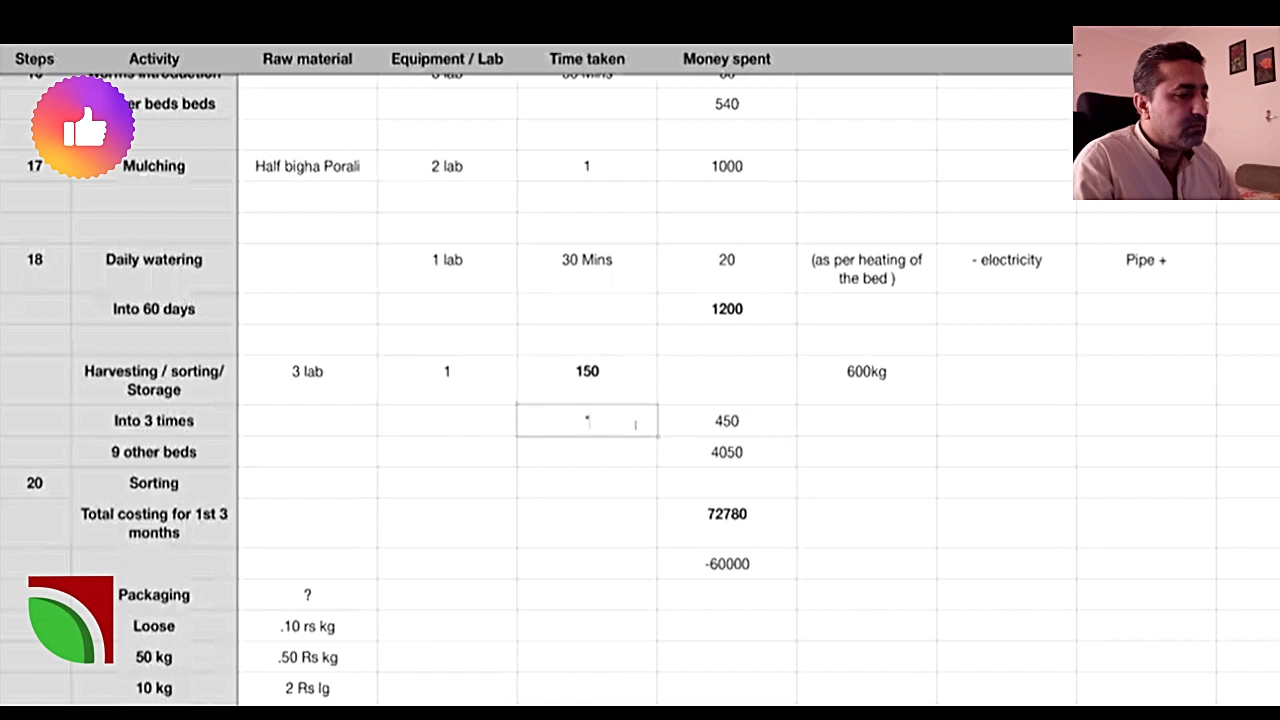 Steps Activity Raw material Equipment / Lab Time taken Money spent
beds beds 540
17 Mulching Half bigha Porali 2 lab 1 1000
18 Daily watering 1 lab 30 Mins 20 (as per heating of the bed ) - electricity Pipe +
Into 60 days 1200
Harvesting / sorting/ Storage 3 lab 1 150 600kg
Into 3 times 450
9 other beds 4050
20 Sorting
Total costing for 1st 3 months 72780
-60000
Packaging ?
Loose .10 rs kg
50 kg .50 Rs kg
10 kg 2 Rs lg